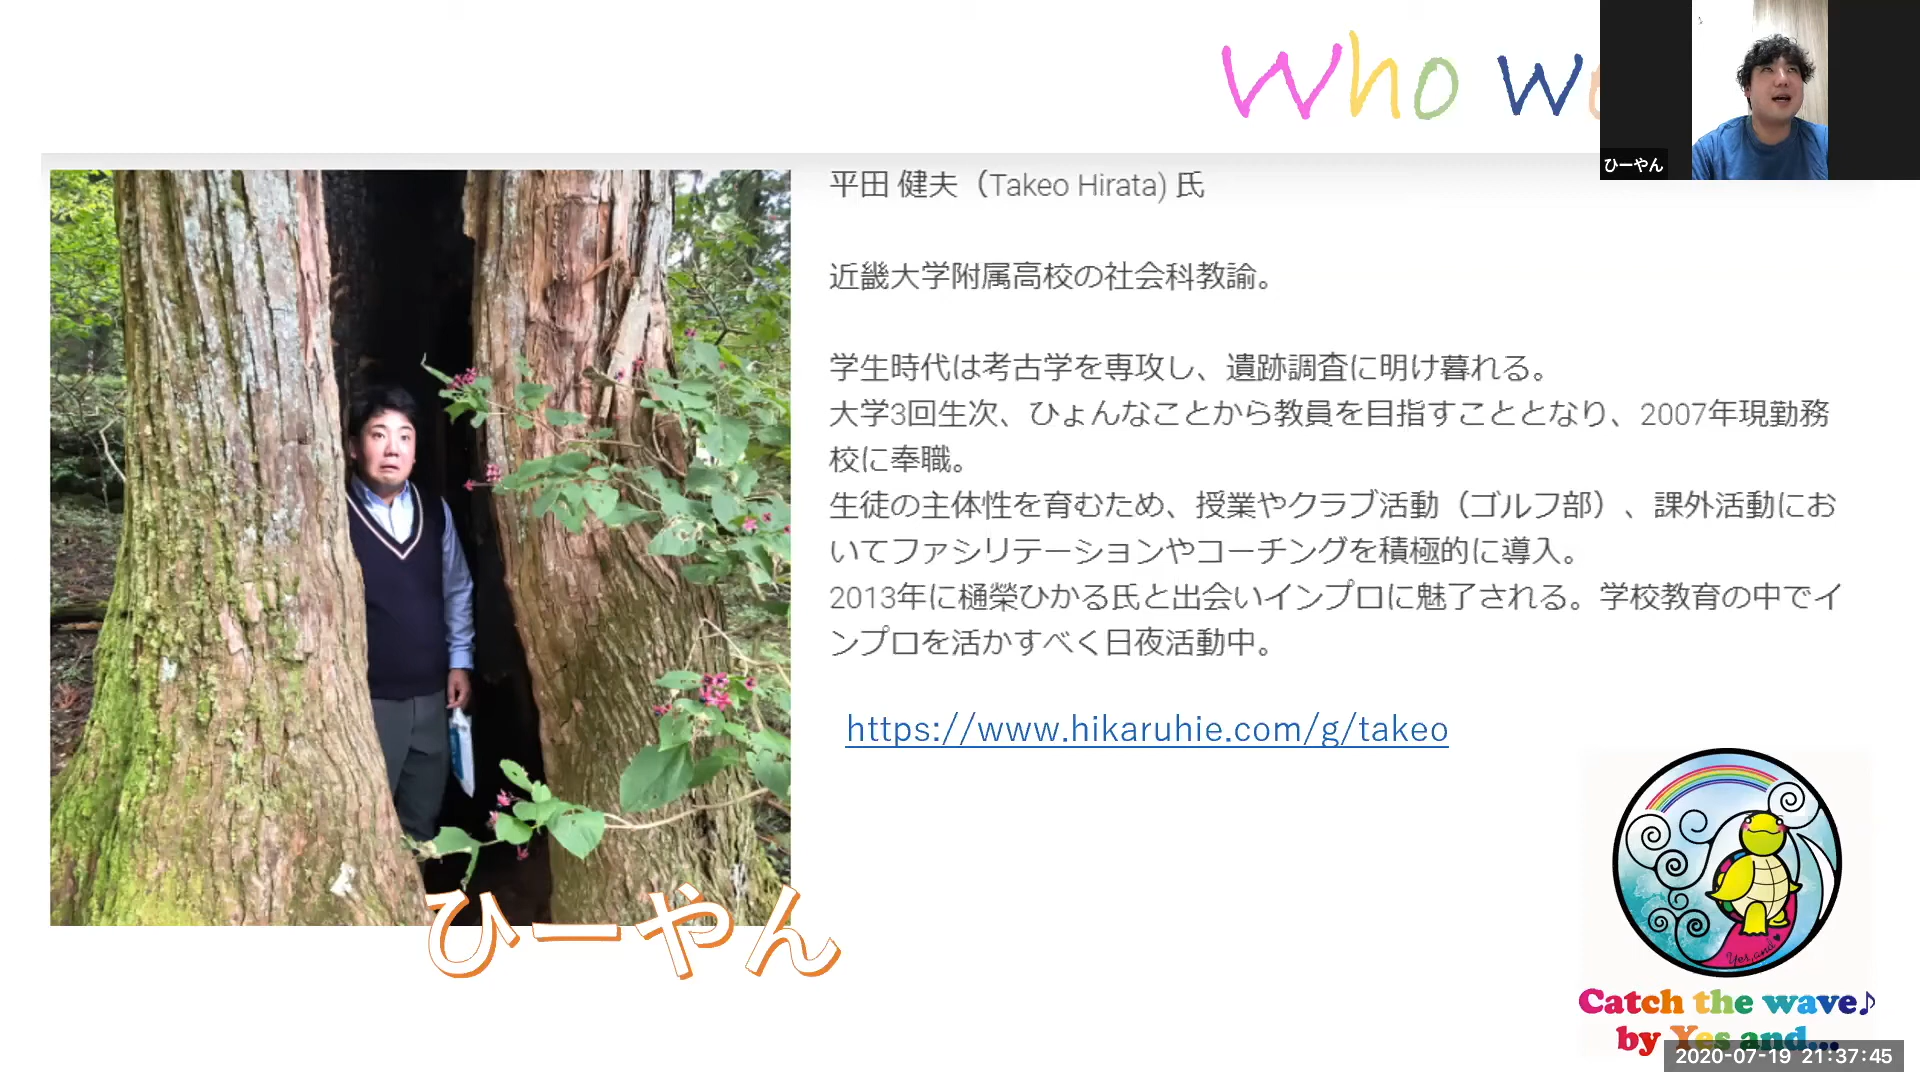 Who w
ひーやん
平田 健夫（Takeo Hirata) 氏
近畿大学附属高校の社会科教諭。
学生時代は考古学を専攻し、遺跡調査に明け暮れる。
大学3回生次、ひょんなことから教員を目指すこととなり、2007年現勤務
校に奉職。
生徒の主体性を育むため、授業やクラブ活動（ゴルフ部）、課外活動にお
いてファシリテーションやコーチングを積極的に導入。
2013年に樋榮ひかる氏と出会いインプロに魅了される。学校教育の中でイ
ンプロを活かすべく日夜活動中。
https://www.hikaruhie.com/g/takeo
ひーやん
Yes, and
Catch the wave♪
by Yes and...
2020-07-19 21:37:45